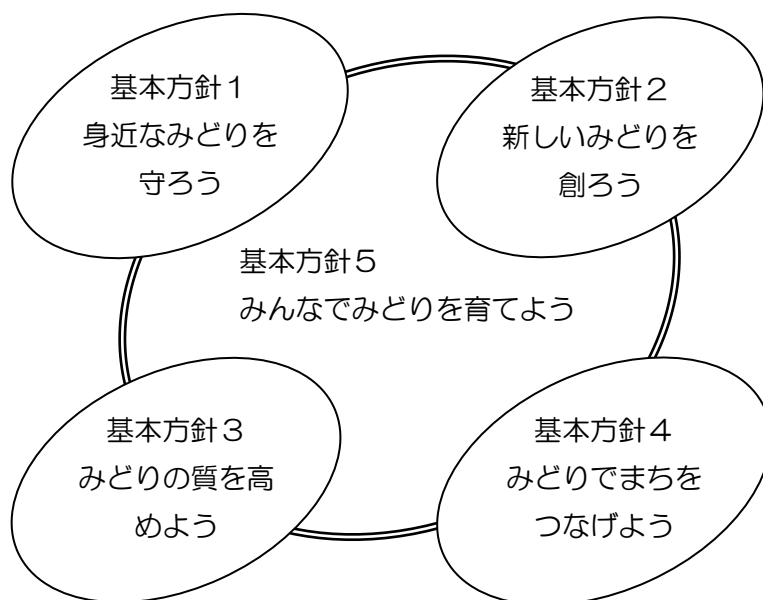 基本方針１
身近なみどりを
守ろう
基本方針２
新しいみどりを
創ろう
基本方針５
みんなでみどりを育てよう
基本方針３
みどりの質を高
めよう
基本方針４
みどりでまちを
つなげよう